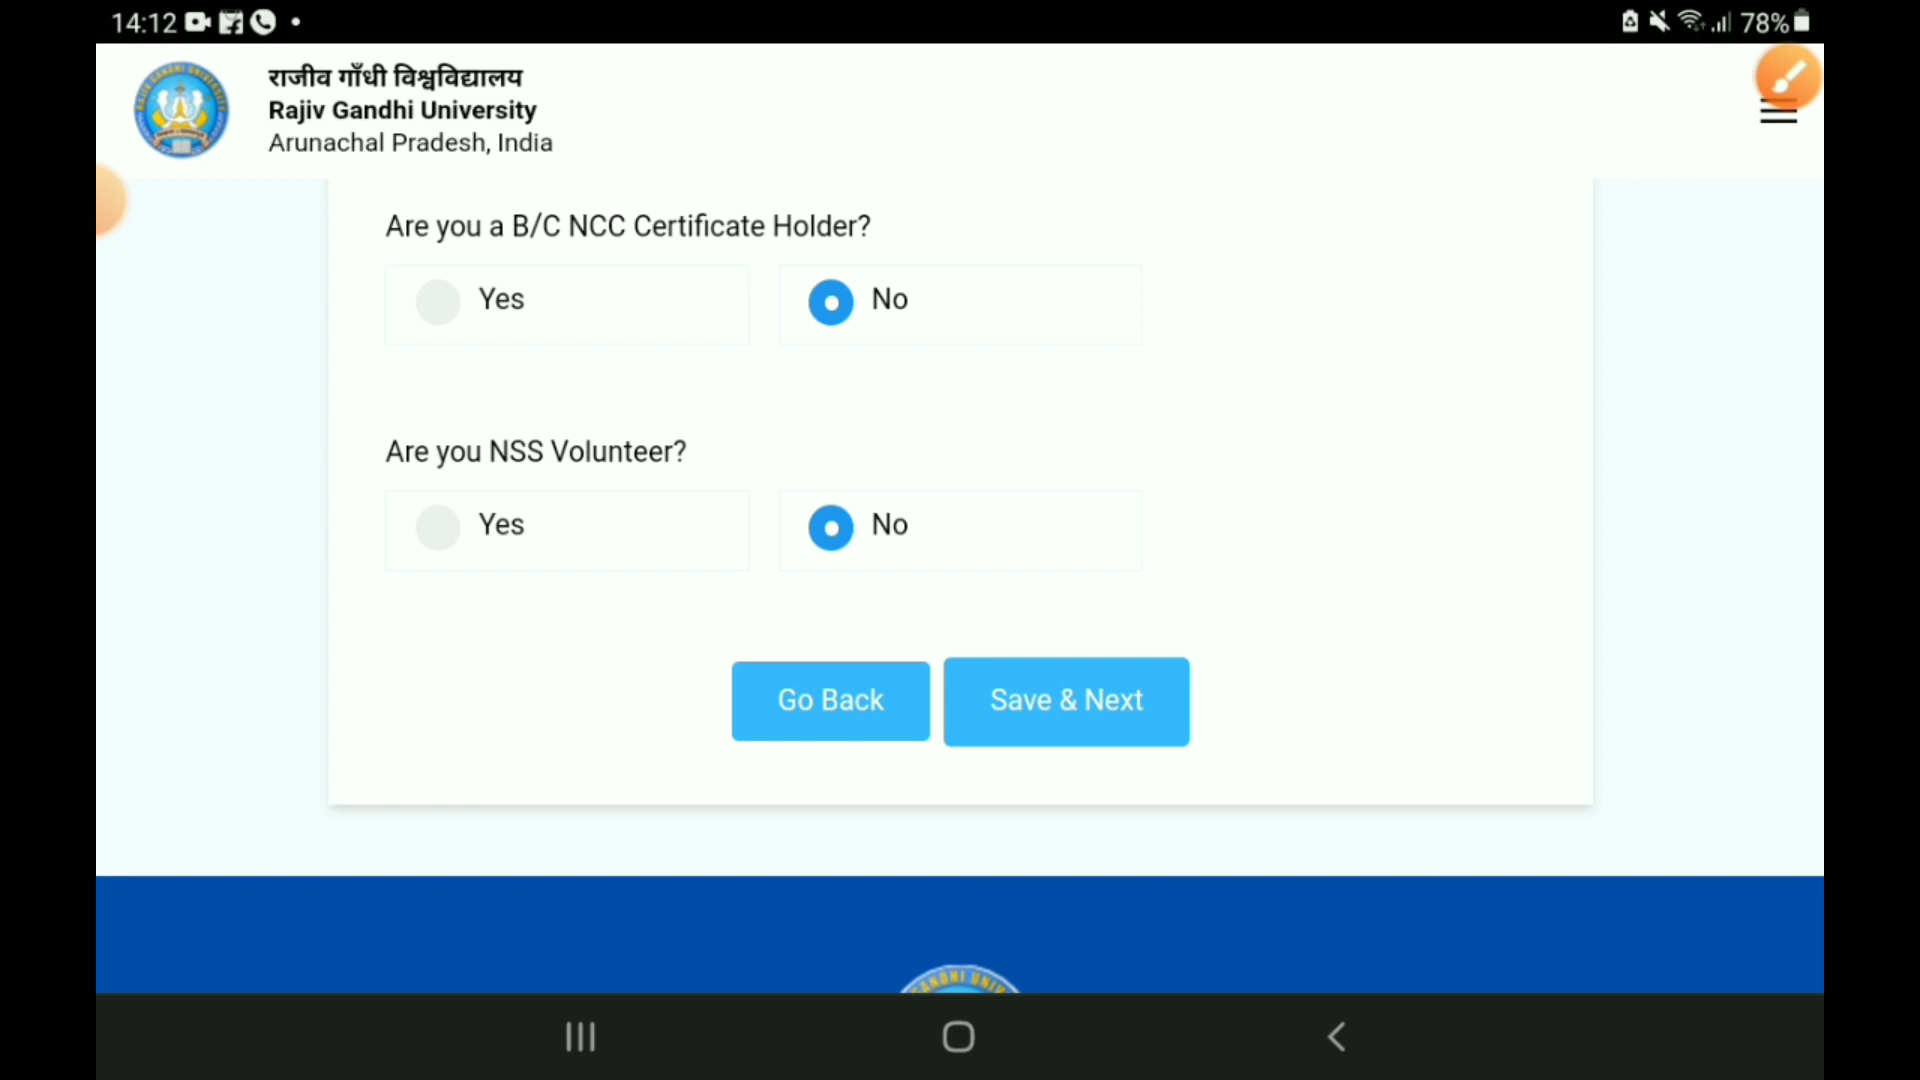 14:12
78%
राजीव गाँधी विश्वविद्यालय
Rajiv Gandhi University
Arunachal Pradesh, India
Are you a B/C NCC Certificate Holder?
Yes No
Are you NSS Volunteer?
Yes No
Go Back Save & Next